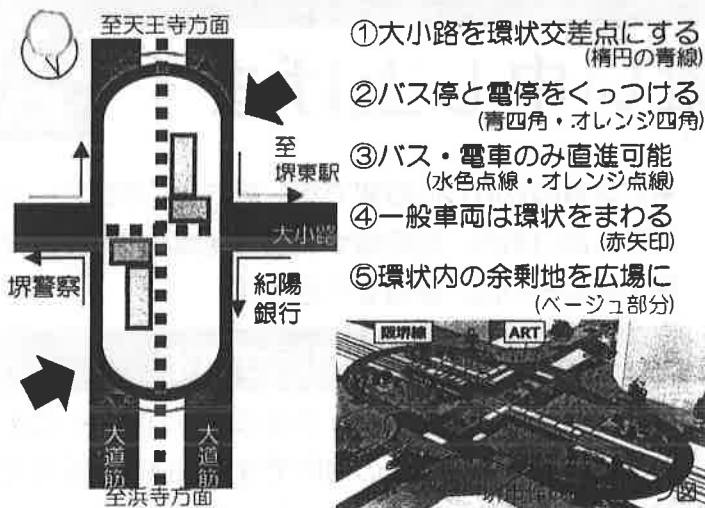 至天王寺方面
至
堺東駅
大小路
堺警察
紀陽
銀行
大道筋
大道筋
至浜寺方面
①大小路を環状交差点にする
(楕円の青線)
②バス停と電停をくっつける
(青四角・オレンジ四角)
③バス・電車のみ直進可能
(水色点線・オレンジ点線)
④一般車両は環状をまわる
(赤矢印)
⑤環状内の余剰地を広場に
(ベージュ部分)
阪堺線
ART